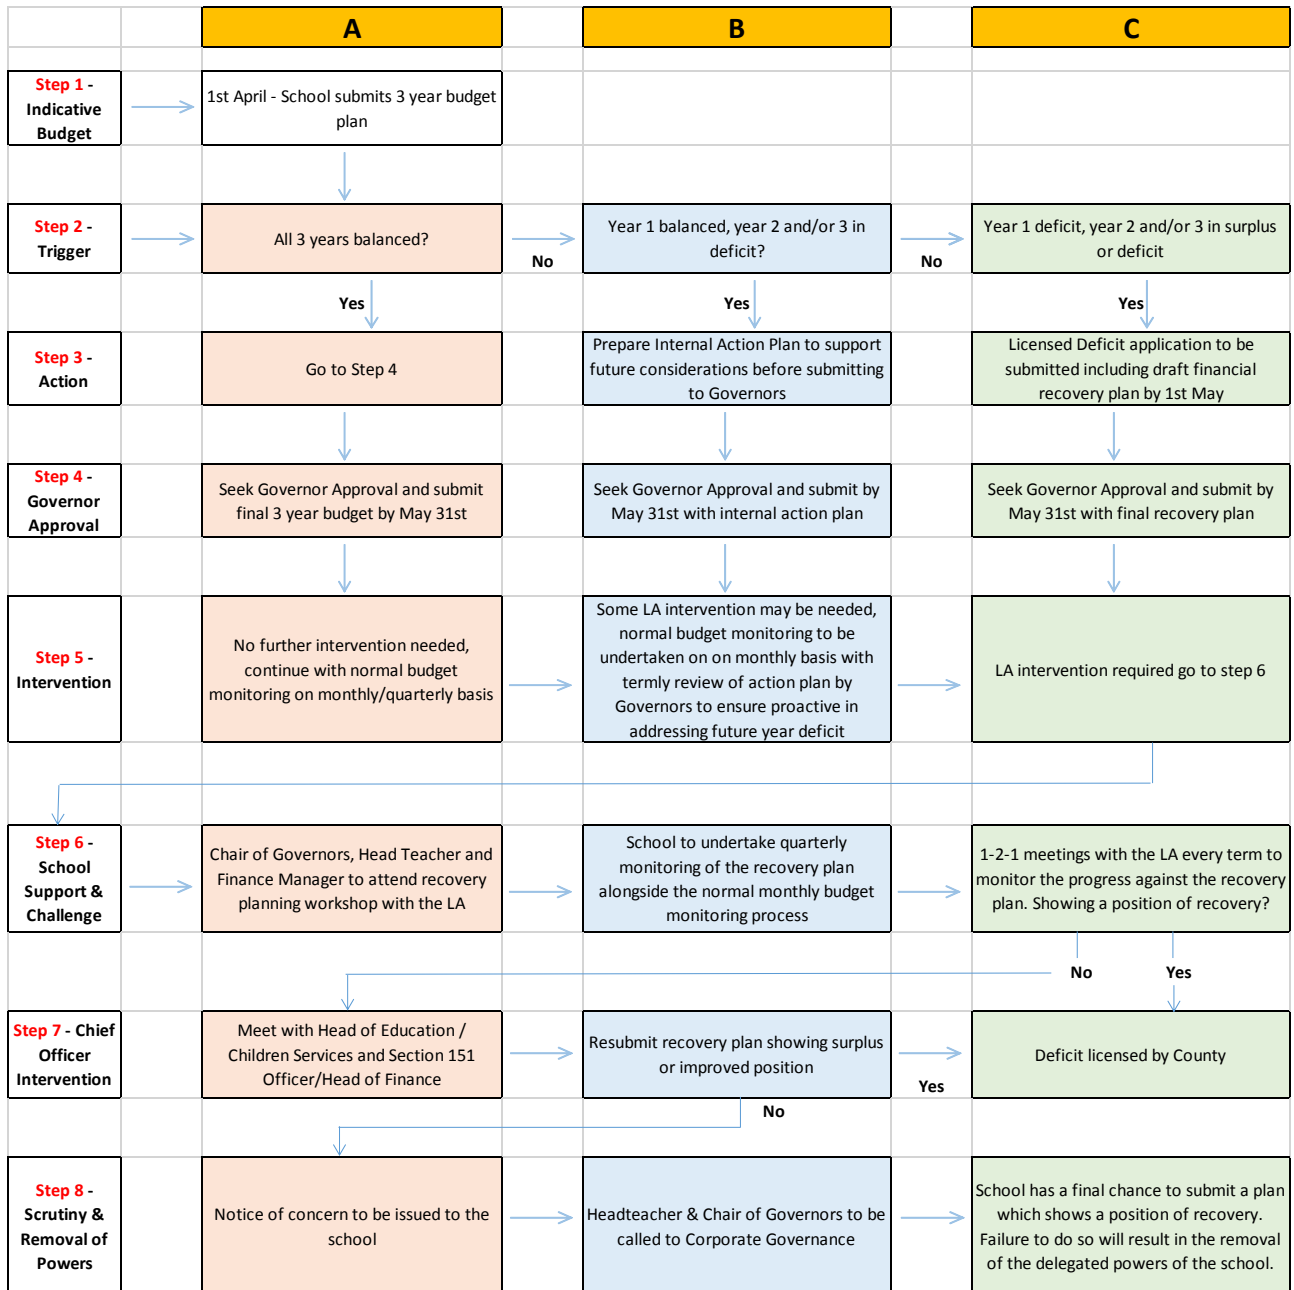 A
B
C
Step 1 -
Indicative
Budget
1st April - School submits 3 year budget
plan
Step 2 -
Trigger
All 3 years balanced?
No
Year 1 balanced, year 2 and/or 3 in
deficit?
No
Year 1 deficit, year 2 and/or 3 in surplus
or deficit
Yes
Yes
Yes
Step 3 -
Action
Go to Step 4
Prepare Internal Action Plan to support
future considerations before submitting
to Governors
Licensed Deficit application to be
submitted including draft financial
recovery plan by 1st May
Step 4 -
Governor
Approval
Seek Governor Approval and submit
final 3 year budget by May 31st
Seek Governor Approval and submit by
May 31st with internal action plan
Seek Governor Approval and submit by
May 31st with final recovery plan
Step 5 -
Intervention
No further intervention needed,
continue with normal budget
monitoring on monthly/quarterly basis
Some LA intervention may be needed,
normal budget monitoring to be
undertaken on on monthly basis with
termly review of action plan by
Governors to ensure proactive in
addressing future year deficit
LA intervention required go to step 6
Step 6 -
School
Support &
Challenge
Chair of Governors, Head Teacher and
Finance Manager to attend recovery
planning workshop with the LA
School to undertake quarterly
monitoring of the recovery plan
alongside the normal monthly budget
monitoring process
1-2-1 meetings with the LA every term to
monitor the progress against the recovery
plan. Showing a position of recovery?
No
Yes
Step 7 - Chief
Officer
Intervention
Meet with Head of Education /
Children Services and Section 151
Officer/Head of Finance
Resubmit recovery plan showing surplus
or improved position
Yes
Deficit licensed by County
No
Step 8 -
Scrutiny &
Removal of
Powers
Notice of concern to be issued to the
school
Headteacher & Chair of Governors to be
called to Corporate Governance
School has a final chance to submit a plan
which shows a position of recovery.
Failure to do so will result in the removal
of the delegated powers of the school.